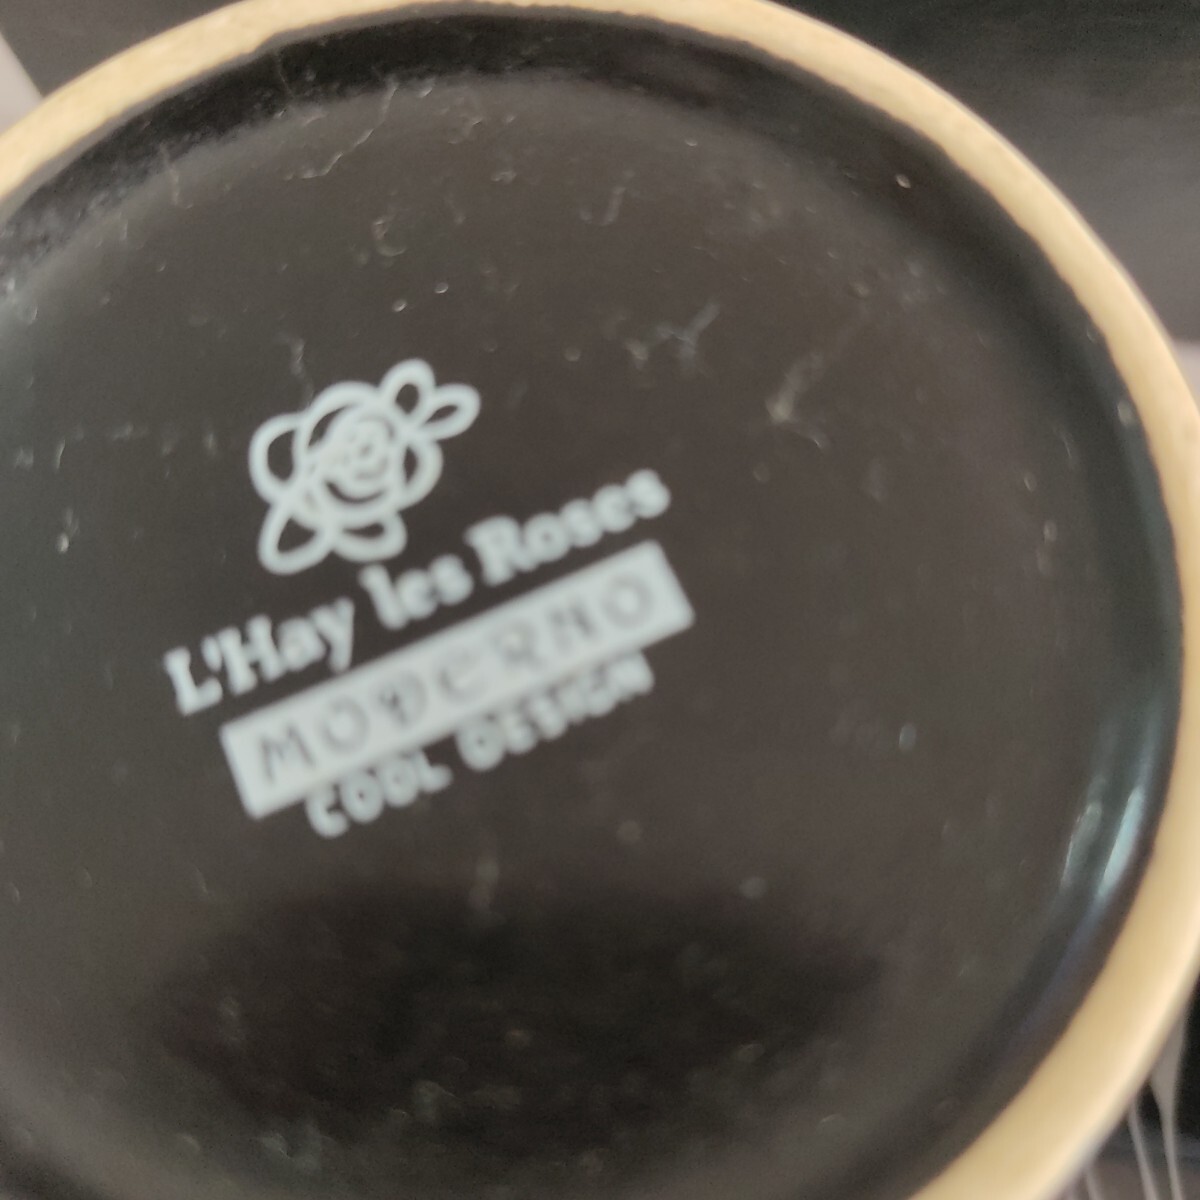 L'Hay les Roses
MODERNO
COOL DESIGN